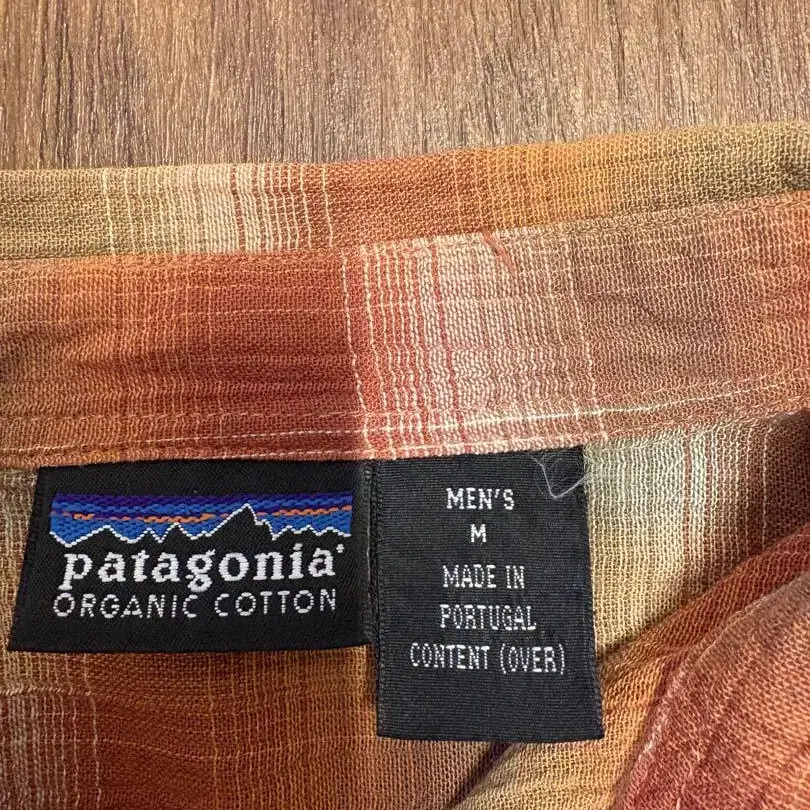 patagonia®
ORGANIC COTTON
MEN'S
M
MADE IN
PORTUGAL
CONTENT (OVER)